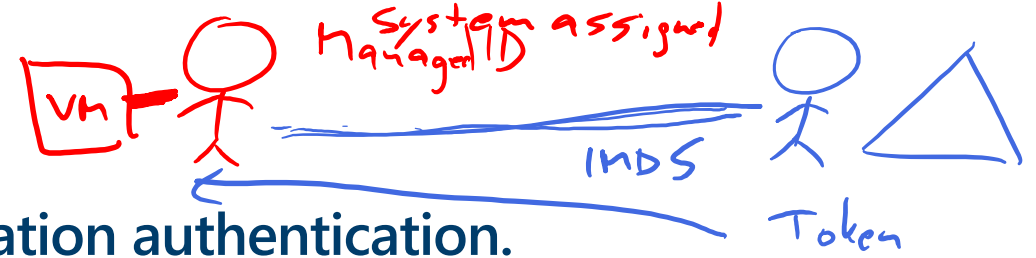 System assigned
Managed ID
VM
IMDS
Token
ation authentication.